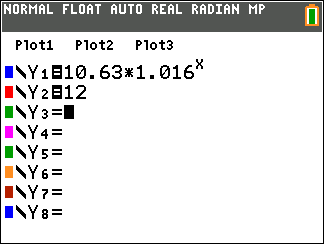 NORMAL FLOAT AUTO REAL RADIAN MP
Plot1 Plot2 Plot3
\Y₁=10.63*1.016ˣ
\Y₂=12
\Y₃=
\Y₄=
\Y₅=
\Y₆=
\Y₇=
\Y₈=